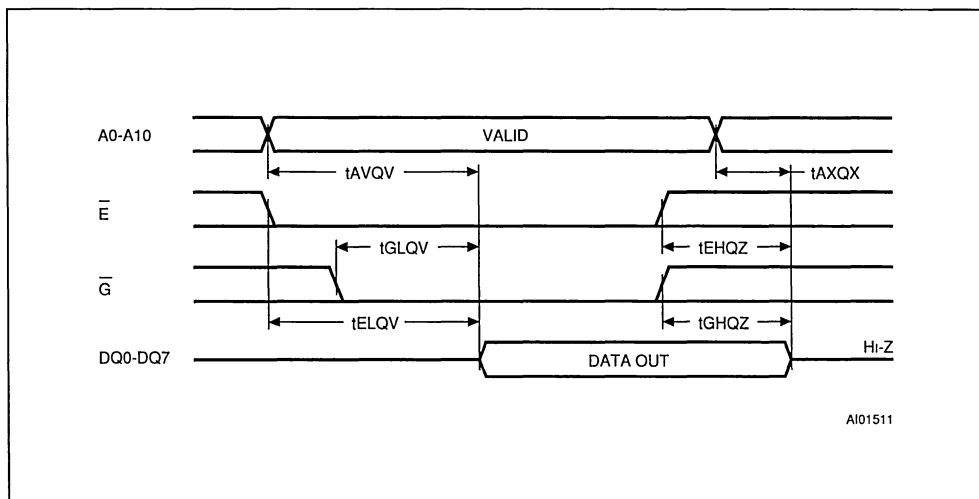 A0-A10
VALID
tAVQV
tAXQX
E
tGLQV
tEHQZ
G
tELQV
tGHQZ
DQ0-DQ7
DATA OUT
Hi-Z
AI01511